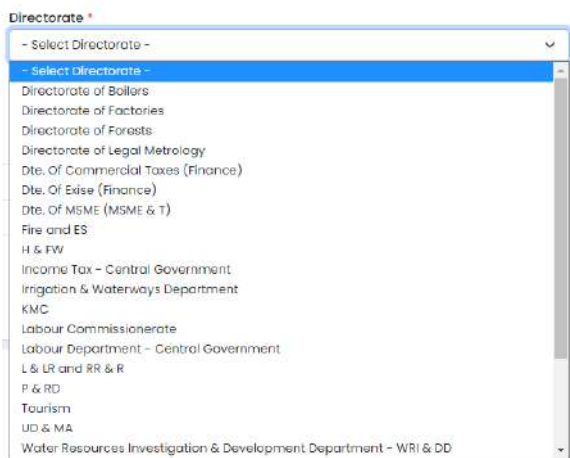 Directorate *
- Select Directorate -
- Select Directorate -
Directorate of Boilers
Directorate of Factories
Directorate of Forests
Directorate of Legal Metrology
Dte. Of Commercial Taxes (Finance)
Dte. Of Exise (Finance)
Dte. Of MSME (MSME & T)
Fire and ES
H & FW
Income Tax - Central Government
Irrigation & Waterways Department
KMC
Labour Commissionerate
Labour Department - Central Government
L & LR and RR & R
P & RD
Tourism
UD & MA
Water Resources Investigation & Development Department - WRI & DD